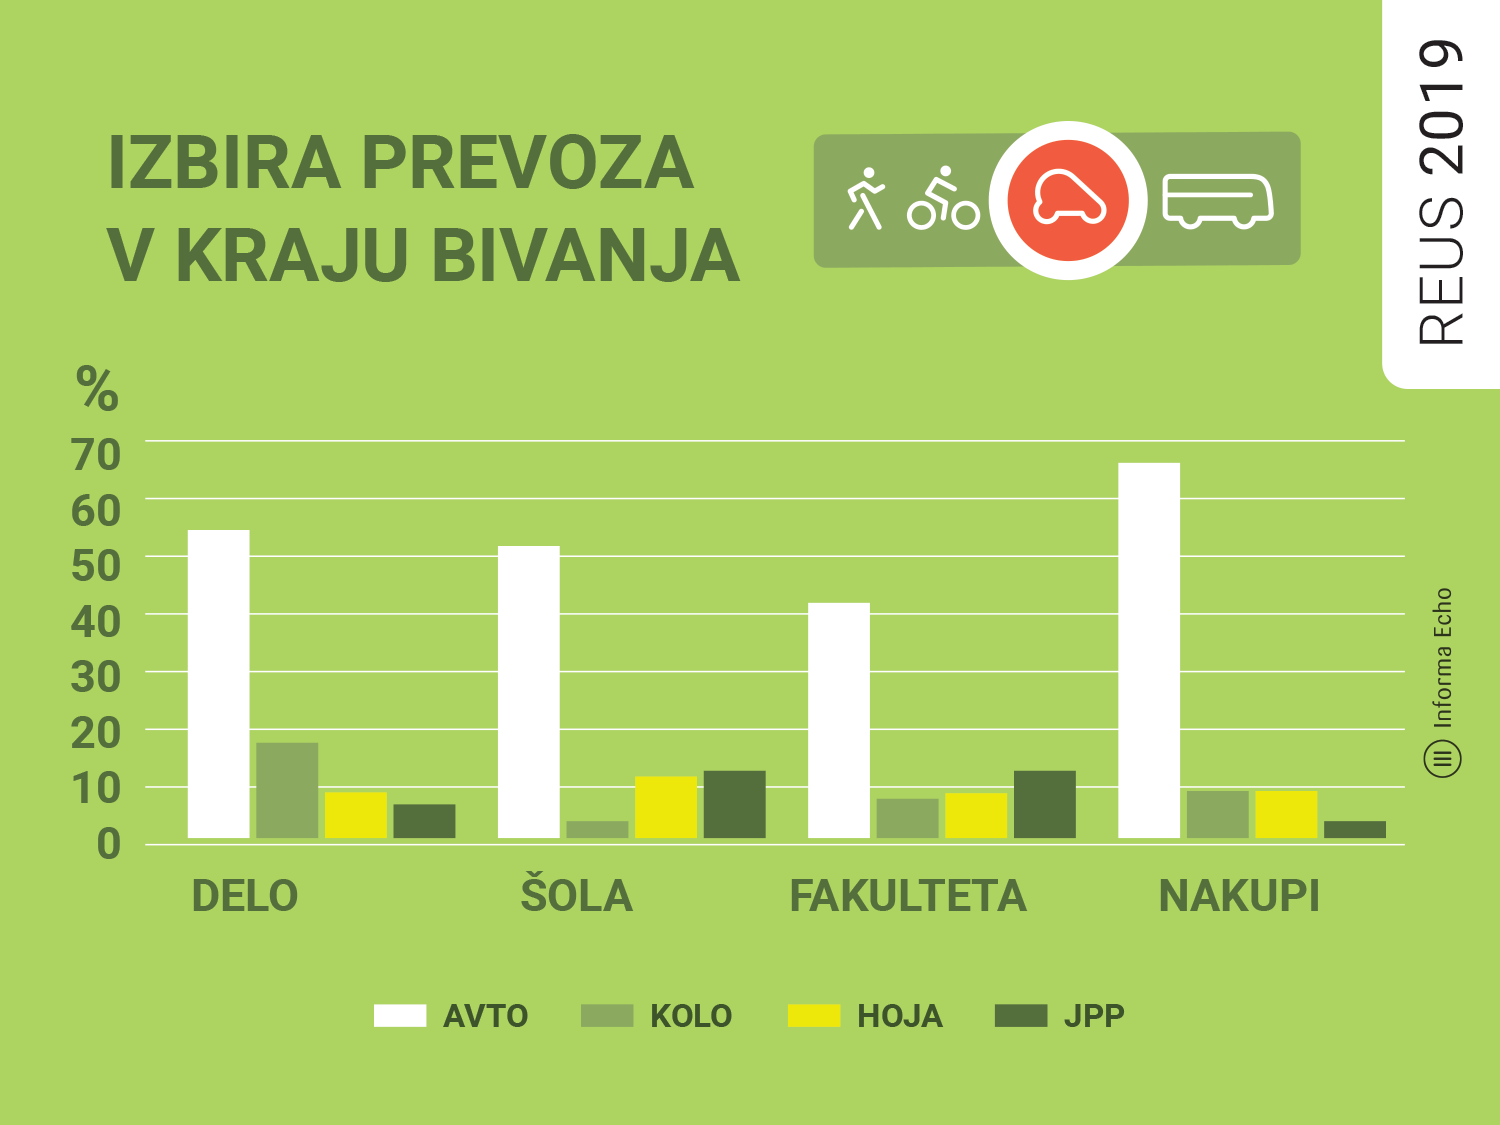 IZBIRA PREVOZA
V KRAJU BIVANJA
REUS 2019
%
70
60
50
40
30
20
10
0
DELO ŠOLA FAKULTETA NAKUPI
AVTO KOLO HOJA JPP
Informa Echo